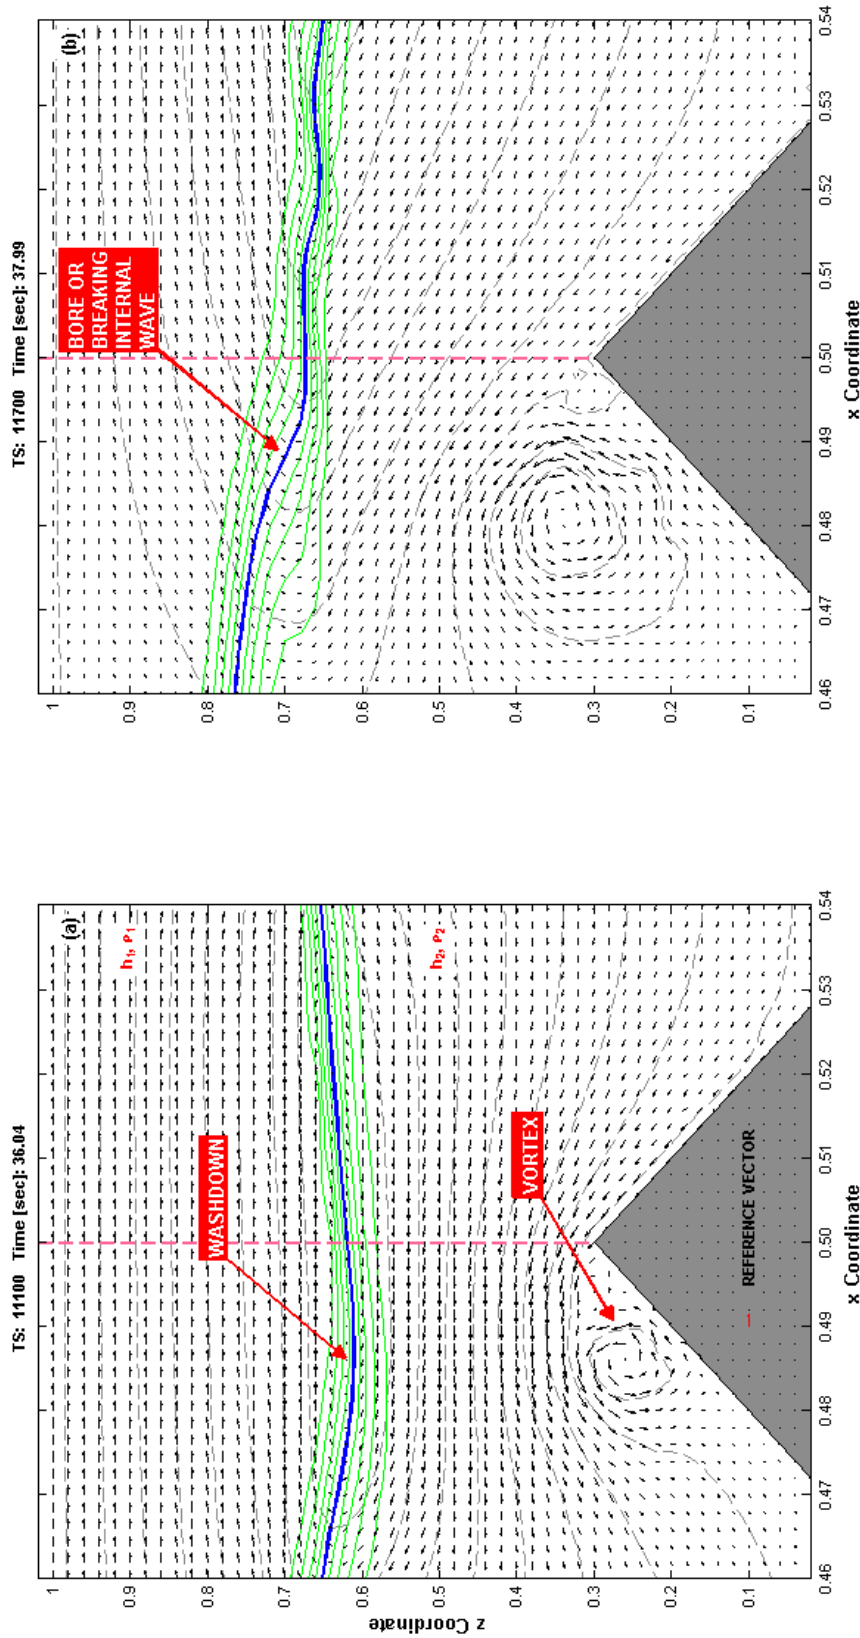 TS: 11100 Time [sec]: 36.04
(a)
h1, ρ1
WASHDOWN
h2, ρ2
VORTEX
REFERENCE VECTOR
z Coordinate
1
0.9
0.8
0.7
0.6
0.5
0.4
0.3
0.2
0.1
0.46
0.47
0.48
0.49
0.50
0.51
0.52
0.53
0.54
x Coordinate
TS: 11700 Time [sec]: 37.99
(b)
BORE OR
BREAKING
INTERNAL
WAVE
1
0.9
0.8
0.7
0.6
0.5
0.4
0.3
0.2
0.1
0.46
0.47
0.48
0.49
0.50
0.51
0.52
0.53
0.54
x Coordinate